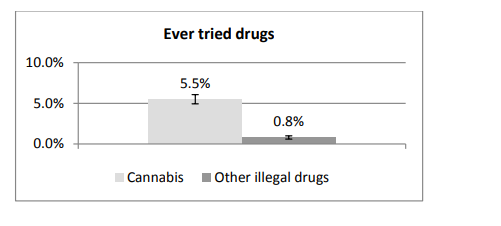 Ever tried drugs
10.0%
5.5%
5.0%
0.8%
0.0%
Cannabis Other illegal drugs